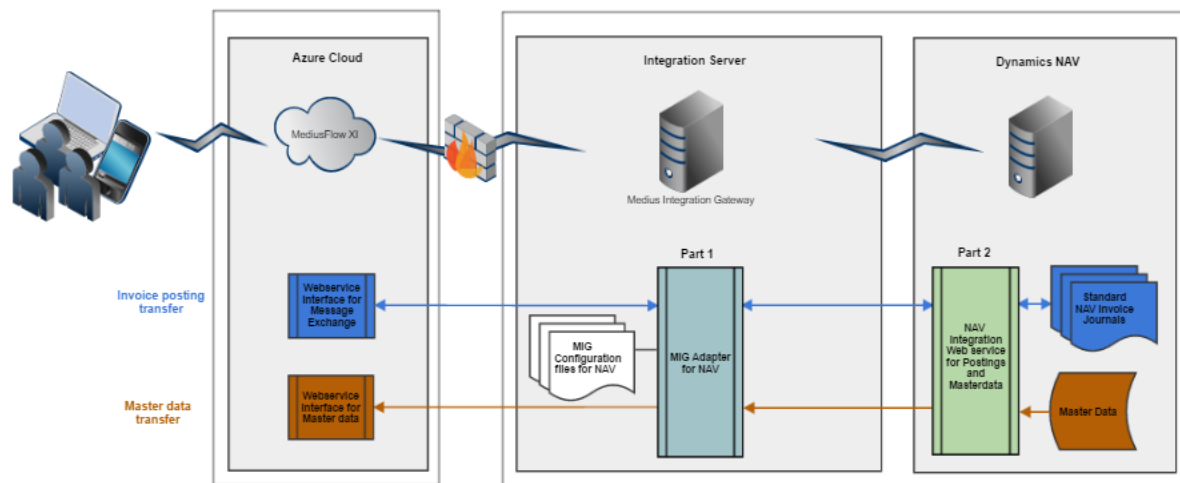 Azure Cloud
Integration Server
Dynamics NAV
MediusFlow XI
Medius Integration Gateway
Part 1
Part 2
Invoice posting
transfer
Webservice
Interface for
Message
Exchange
MIG
Configuration
files for NAV
MIG Adapter
for NAV
NAV
Integration
Web service
for Postings
and
Masterdata
Standard
NAV Invoice
Journals
Master data
transfer
Webservice
Interface for
Master data
Master Data